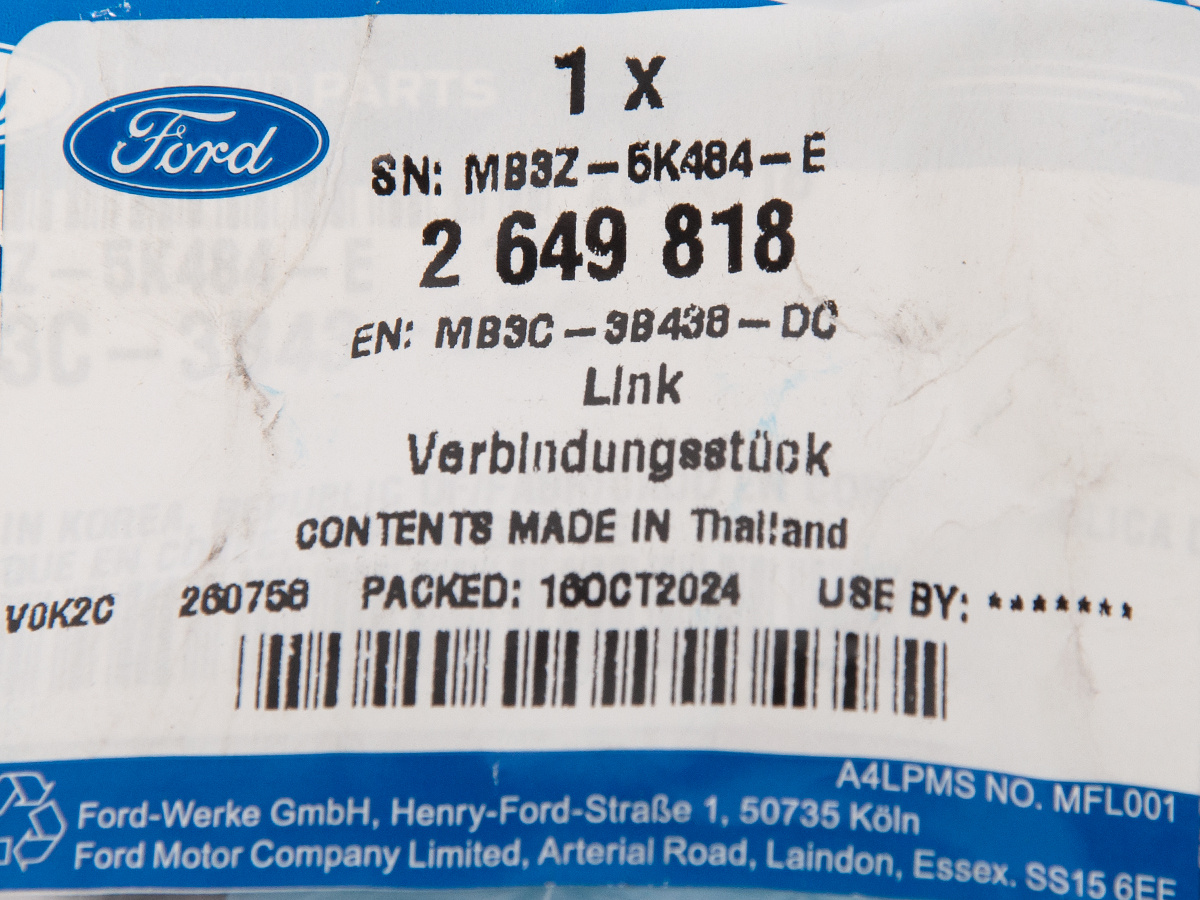 Ford
1 x
SN: MB3Z-5K484-E
2 649 818
EN: MB3C-3B438-DC
Link
Verbindungsstück
CONTENTS MADE IN Thailand
V0K2C 260758 PACKED: 16OCT2024 USE BY: *******
A4LPMS NO. MFL001
Ford-Werke GmbH, Henry-Ford-Straße 1, 50735 Köln
Ford Motor Company Limited, Arterial Road, Laindon, Essex. SS15 6EE